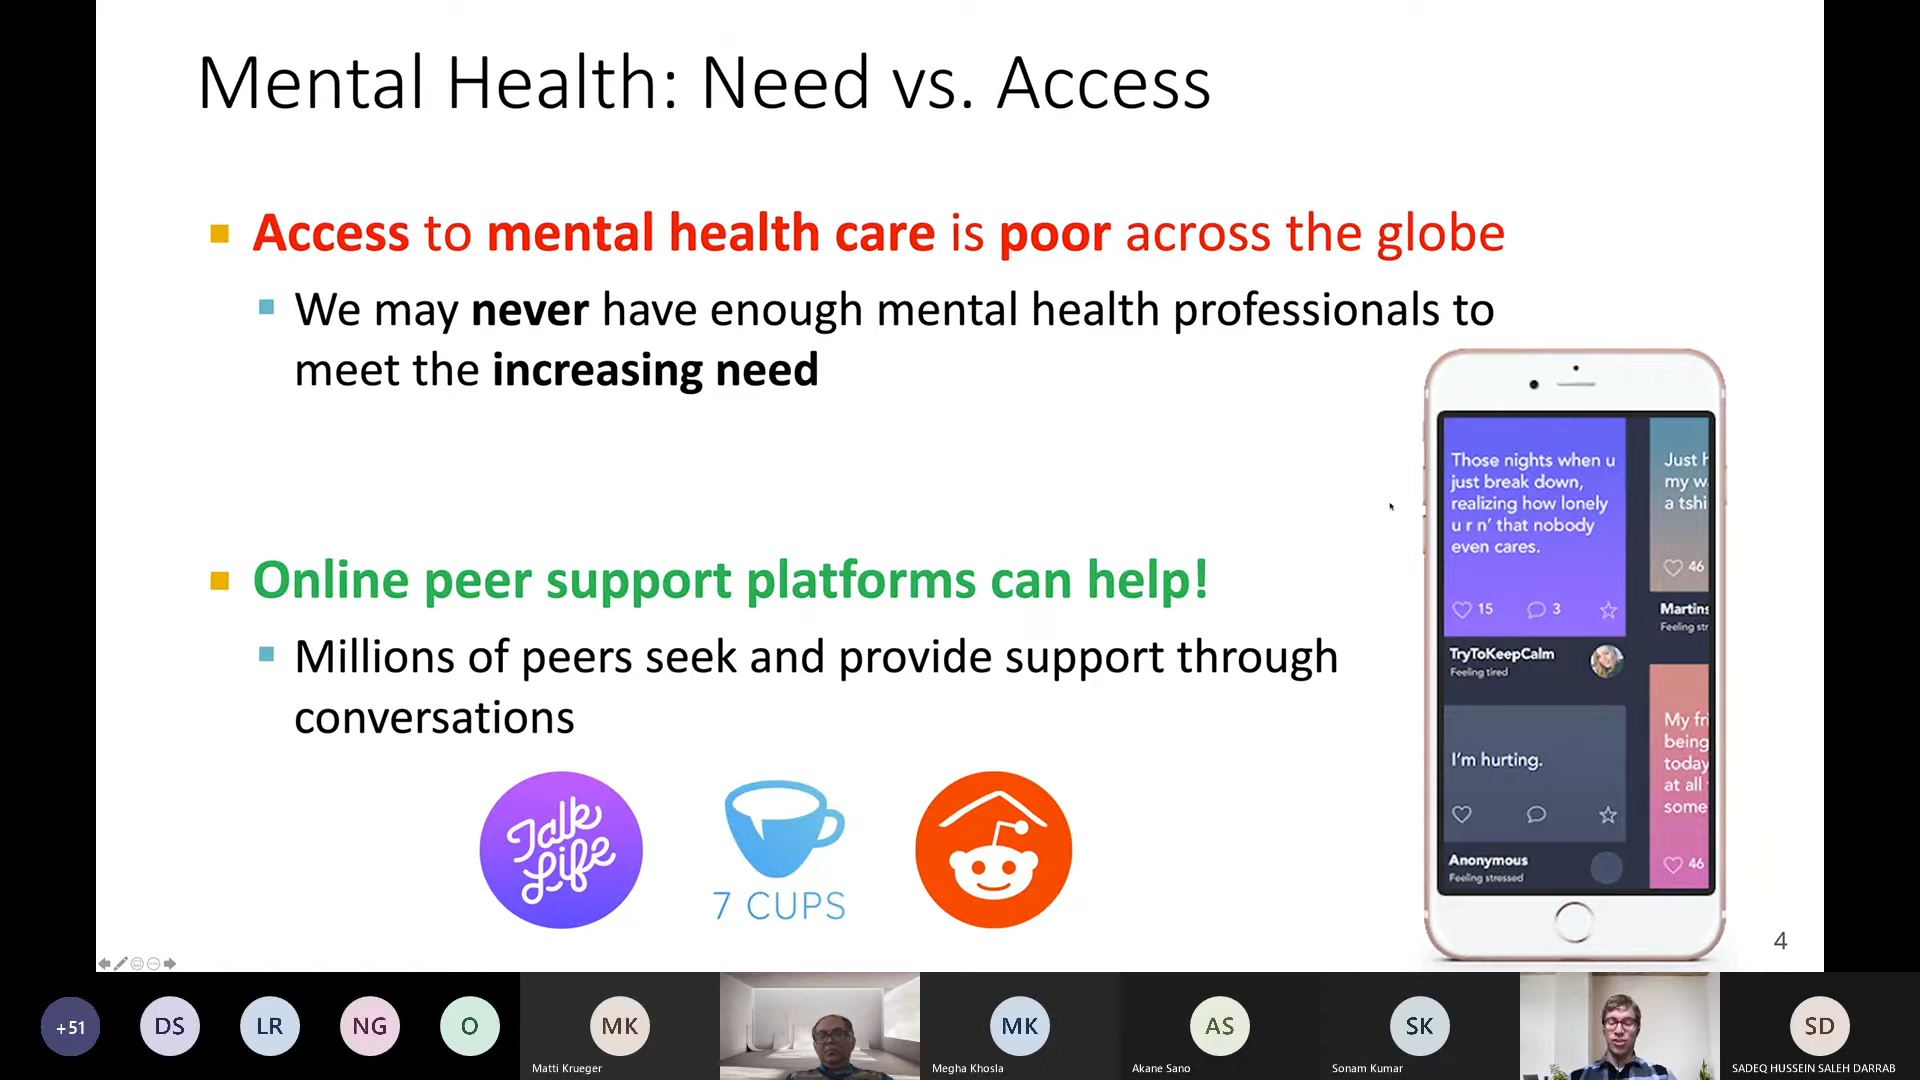 Mental Health: Need vs. Access
Access to mental health care is poor across the globe
We may never have enough mental health professionals to
meet the increasing need
Online peer support platforms can help!
Millions of peers seek and provide support through
conversations
Talk
Life
7 CUPS
Those nights when u
just break down,
realizing how lonely
u r n' that nobody
even cares.
15
3
TryToKeepCalm
Feeling tired
I'm hurting.
Anonymous
Feeling stressed
Just
my
a
46
Martins
Feeling
My
being
today
at all
some
46
4
+51
DS
LR
NG
O
MK
Matti Krueger
MK
Megha Khosla
AS
Akane Sano
SK
Sonam Kumar
SD
SADEQ HUSSEIN SALEH DARRAB